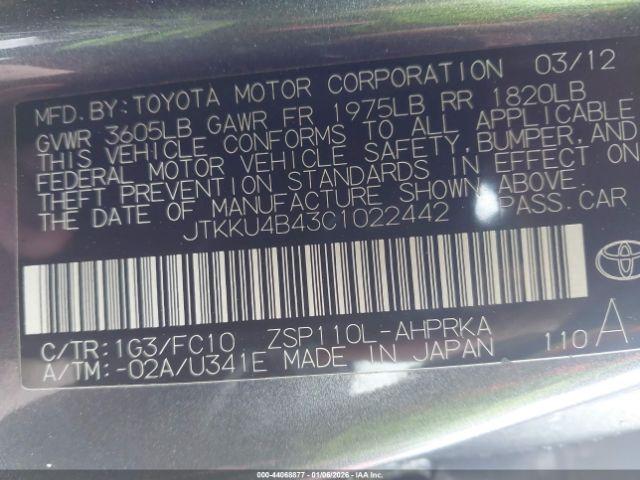 MFD.BY:TOYOTA MOTOR CORPORATION 03/12
GVWR 3605LB GAWR FR 1975LB RR 1820LB
THIS VEHICLE CONFORMS TO ALL APPLICABLE
FEDERAL MOTOR VEHICLE SAFETY,BUMPER,AND
THEFT PREVENTION STANDARDS IN EFFECT ON
THE DATE OF MANUFACTURE SHOWN ABOVE.
JTKKU4B43C1022442 PASS.CAR
C/TR:1G3/FC10 ZSP110L-AHPRKA
A/TM:-02A/U341E MADE IN JAPAN 110 A
000-44068877 | 01/06/2026 | © IAA Holdings, LLC